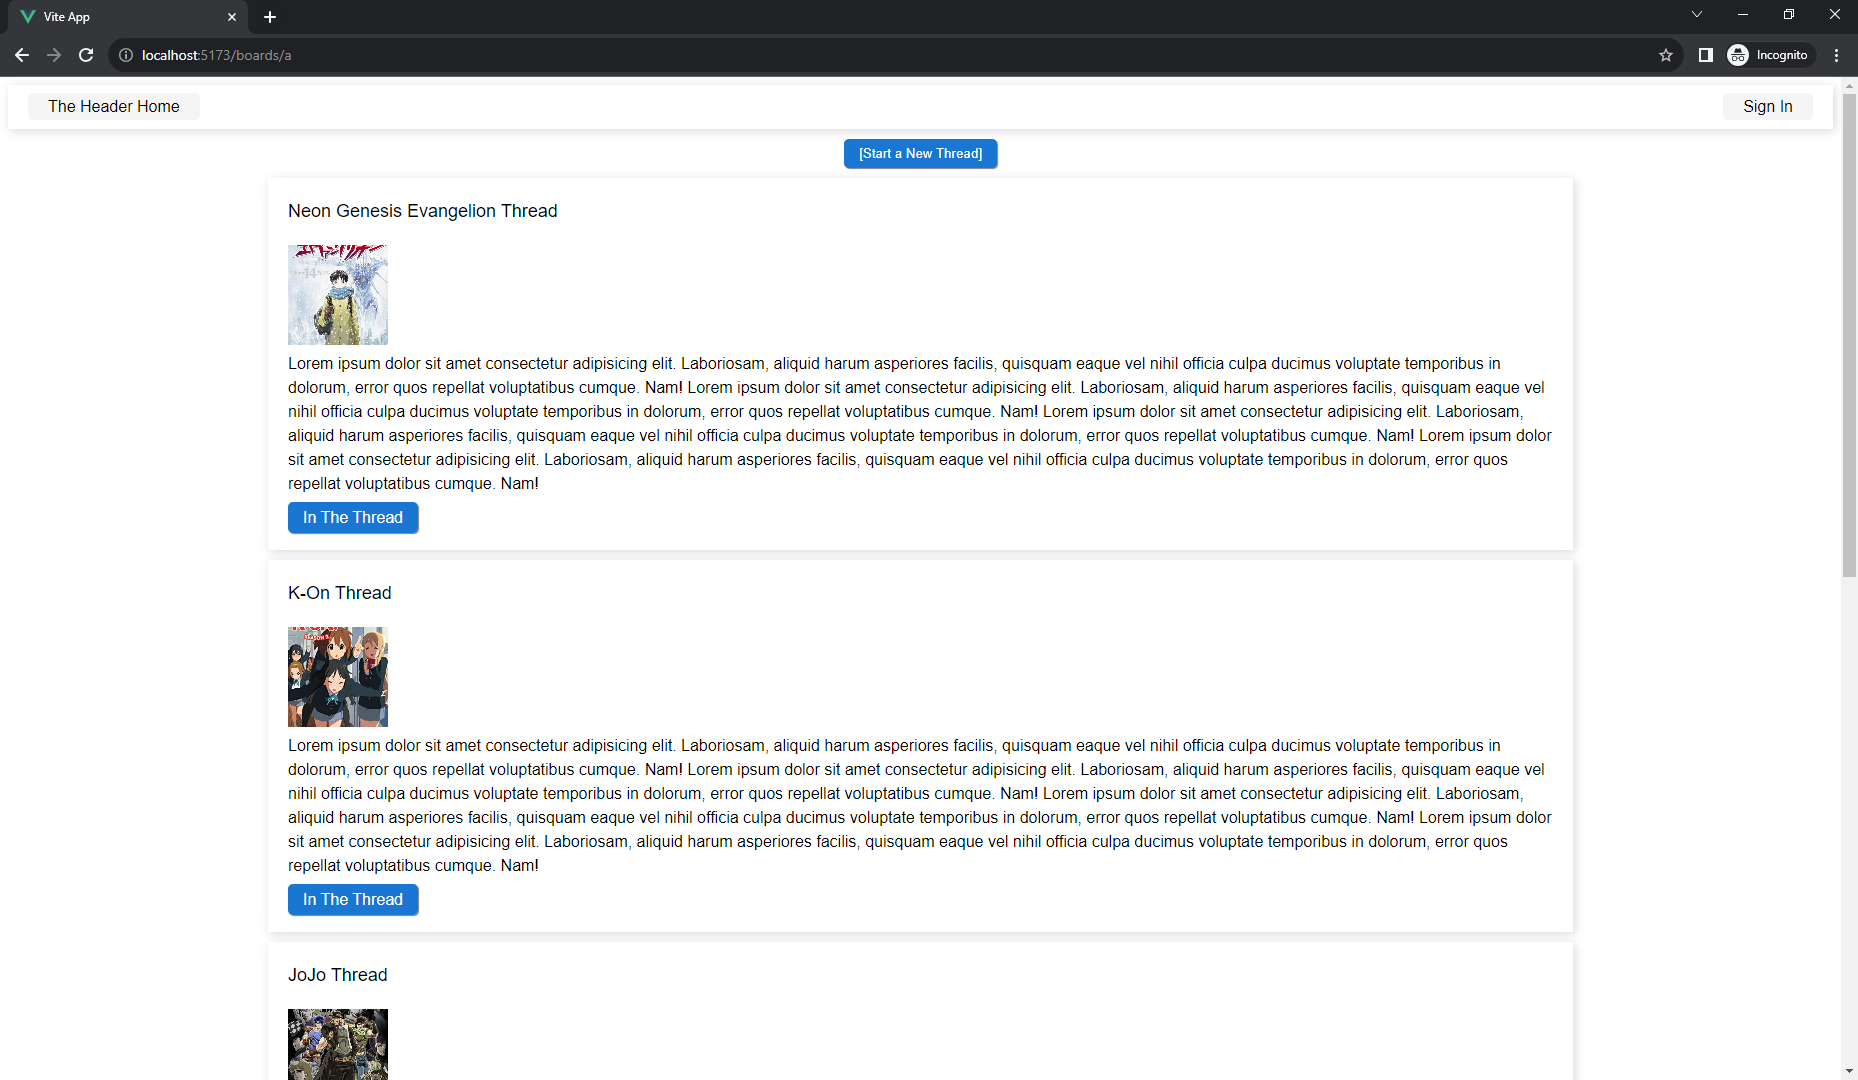 Vite App
localhost:5173/boards/a
Incognito
The Header Home
Sign In
[Start a New Thread]
Neon Genesis Evangelion Thread
14
Lorem ipsum dolor sit amet consectetur adipisicing elit. Laboriosam, aliquid harum asperiores facilis, quisquam eaque vel nihil officia culpa ducimus voluptate temporibus in
dolorum, error quos repellat voluptatibus cumque. Nam! Lorem ipsum dolor sit amet consectetur adipisicing elit. Laboriosam, aliquid harum asperiores facilis, quisquam eaque vel
nihil officia culpa ducimus voluptate temporibus in dolorum, error quos repellat voluptatibus cumque. Nam! Lorem ipsum dolor sit amet consectetur adipisicing elit. Laboriosam,
aliquid harum asperiores facilis, quisquam eaque vel nihil officia culpa ducimus voluptate temporibus in dolorum, error quos repellat voluptatibus cumque. Nam! Lorem ipsum dolor
sit amet consectetur adipisicing elit. Laboriosam, aliquid harum asperiores facilis, quisquam eaque vel nihil officia culpa ducimus voluptate temporibus in dolorum, error quos
repellat voluptatibus cumque. Nam!
In The Thread
K-On Thread
SEASON 2
Lorem ipsum dolor sit amet consectetur adipisicing elit. Laboriosam, aliquid harum asperiores facilis, quisquam eaque vel nihil officia culpa ducimus voluptate temporibus in
dolorum, error quos repellat voluptatibus cumque. Nam! Lorem ipsum dolor sit amet consectetur adipisicing elit. Laboriosam, aliquid harum asperiores facilis, quisquam eaque vel
nihil officia culpa ducimus voluptate temporibus in dolorum, error quos repellat voluptatibus cumque. Nam! Lorem ipsum dolor sit amet consectetur adipisicing elit. Laboriosam,
aliquid harum asperiores facilis, quisquam eaque vel nihil officia culpa ducimus voluptate temporibus in dolorum, error quos repellat voluptatibus cumque. Nam! Lorem ipsum dolor
sit amet consectetur adipisicing elit. Laboriosam, aliquid harum asperiores facilis, quisquam eaque vel nihil officia culpa ducimus voluptate temporibus in dolorum, error quos
repellat voluptatibus cumque. Nam!
In The Thread
JoJo Thread